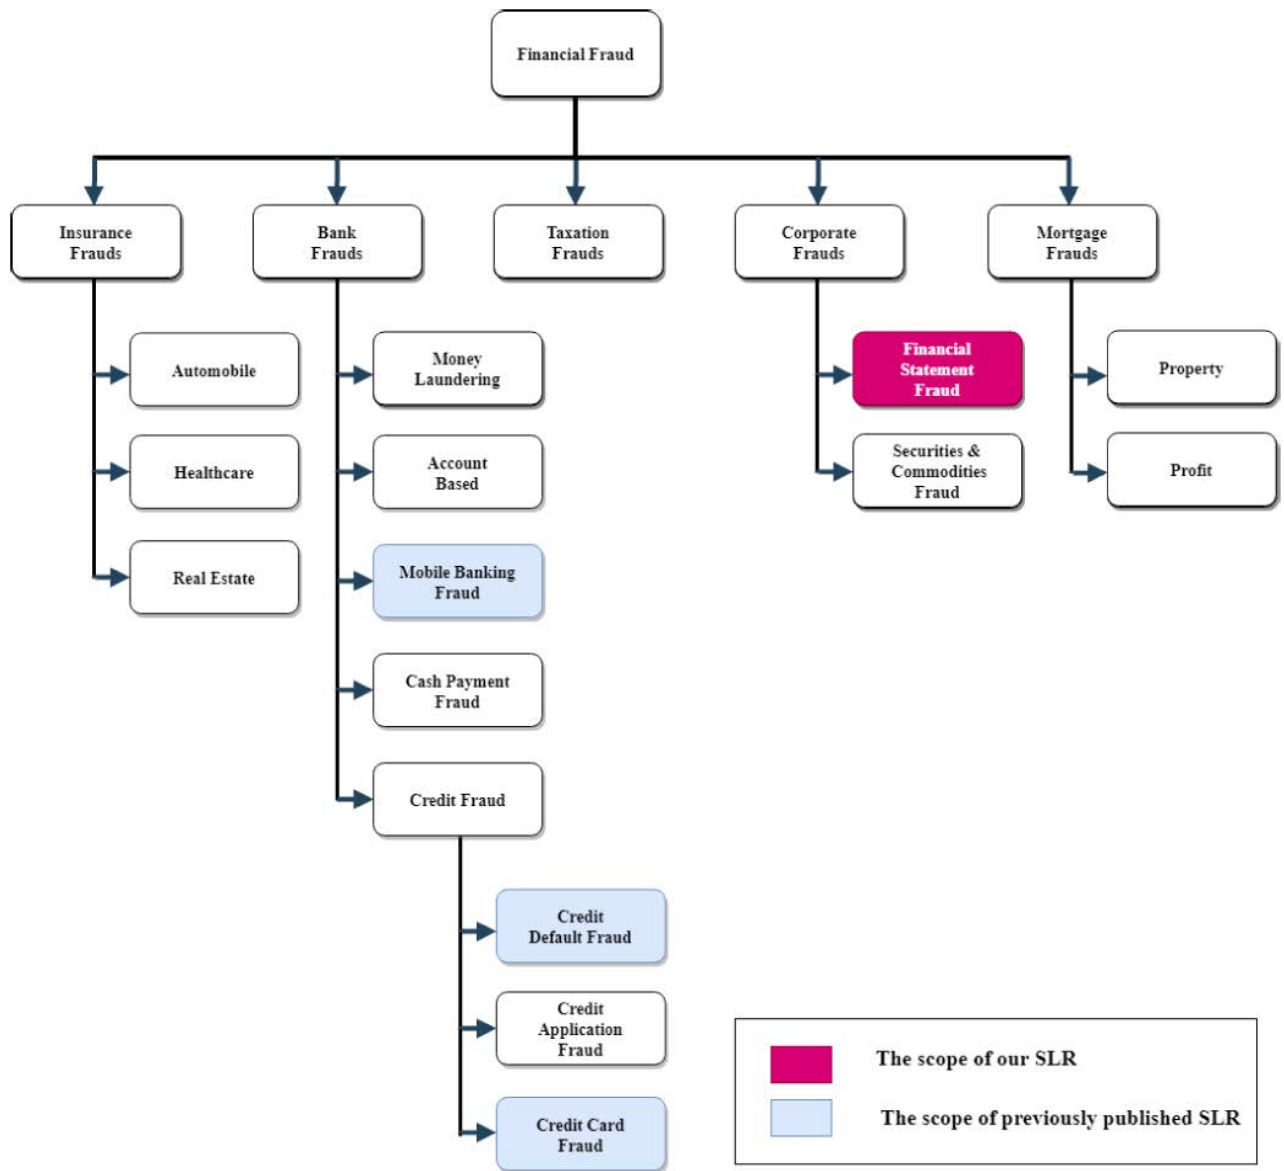 Financial Fraud
Insurance
Frauds
Bank
Frauds
Taxation
Frauds
Corporate
Frauds
Mortgage
Frauds
Automobile
Healthcare
Real Estate
Money
Laundering
Account
Based
Mobile Banking
Fraud
Cash Payment
Fraud
Credit Fraud
Credit
Default Fraud
Credit
Application
Fraud
Credit Card
Fraud
Financial
Statement
Fraud
Securities &
Commodities
Fraud
Property
Profit
The scope of our SLR
The scope of previously published SLR